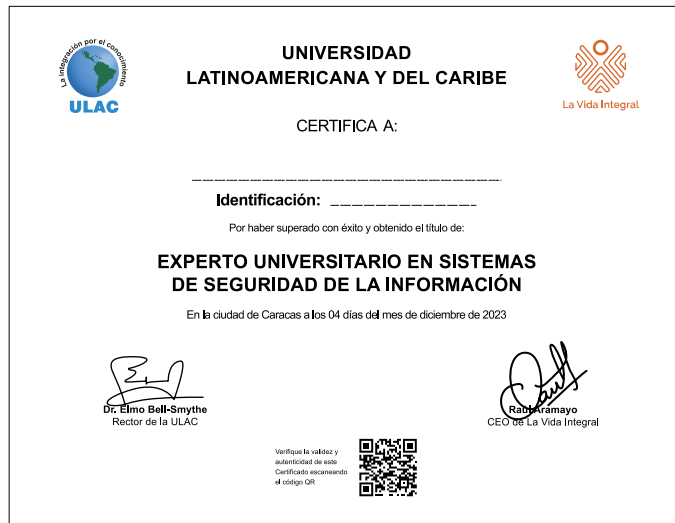 La integración por el conocimiento
ULAC
UNIVERSIDAD
LATINOAMERICANA Y DEL CARIBE
La Vida Integral
CERTIFICA A:
Identificación:
Por haber superado con éxito y obtenido el título de:
EXPERTO UNIVERSITARIO EN SISTEMAS
DE SEGURIDAD DE LA INFORMACIÓN
En la ciudad de Caracas a los 04 días del mes de diciembre de 2023
Dr. Elmo Bell-Smythe
Rector de la ULAC
Raúl Aramayo
CEO de La Vida Integral
Verifique la validez y
autenticidad de este
Certificado escaneando
el código QR